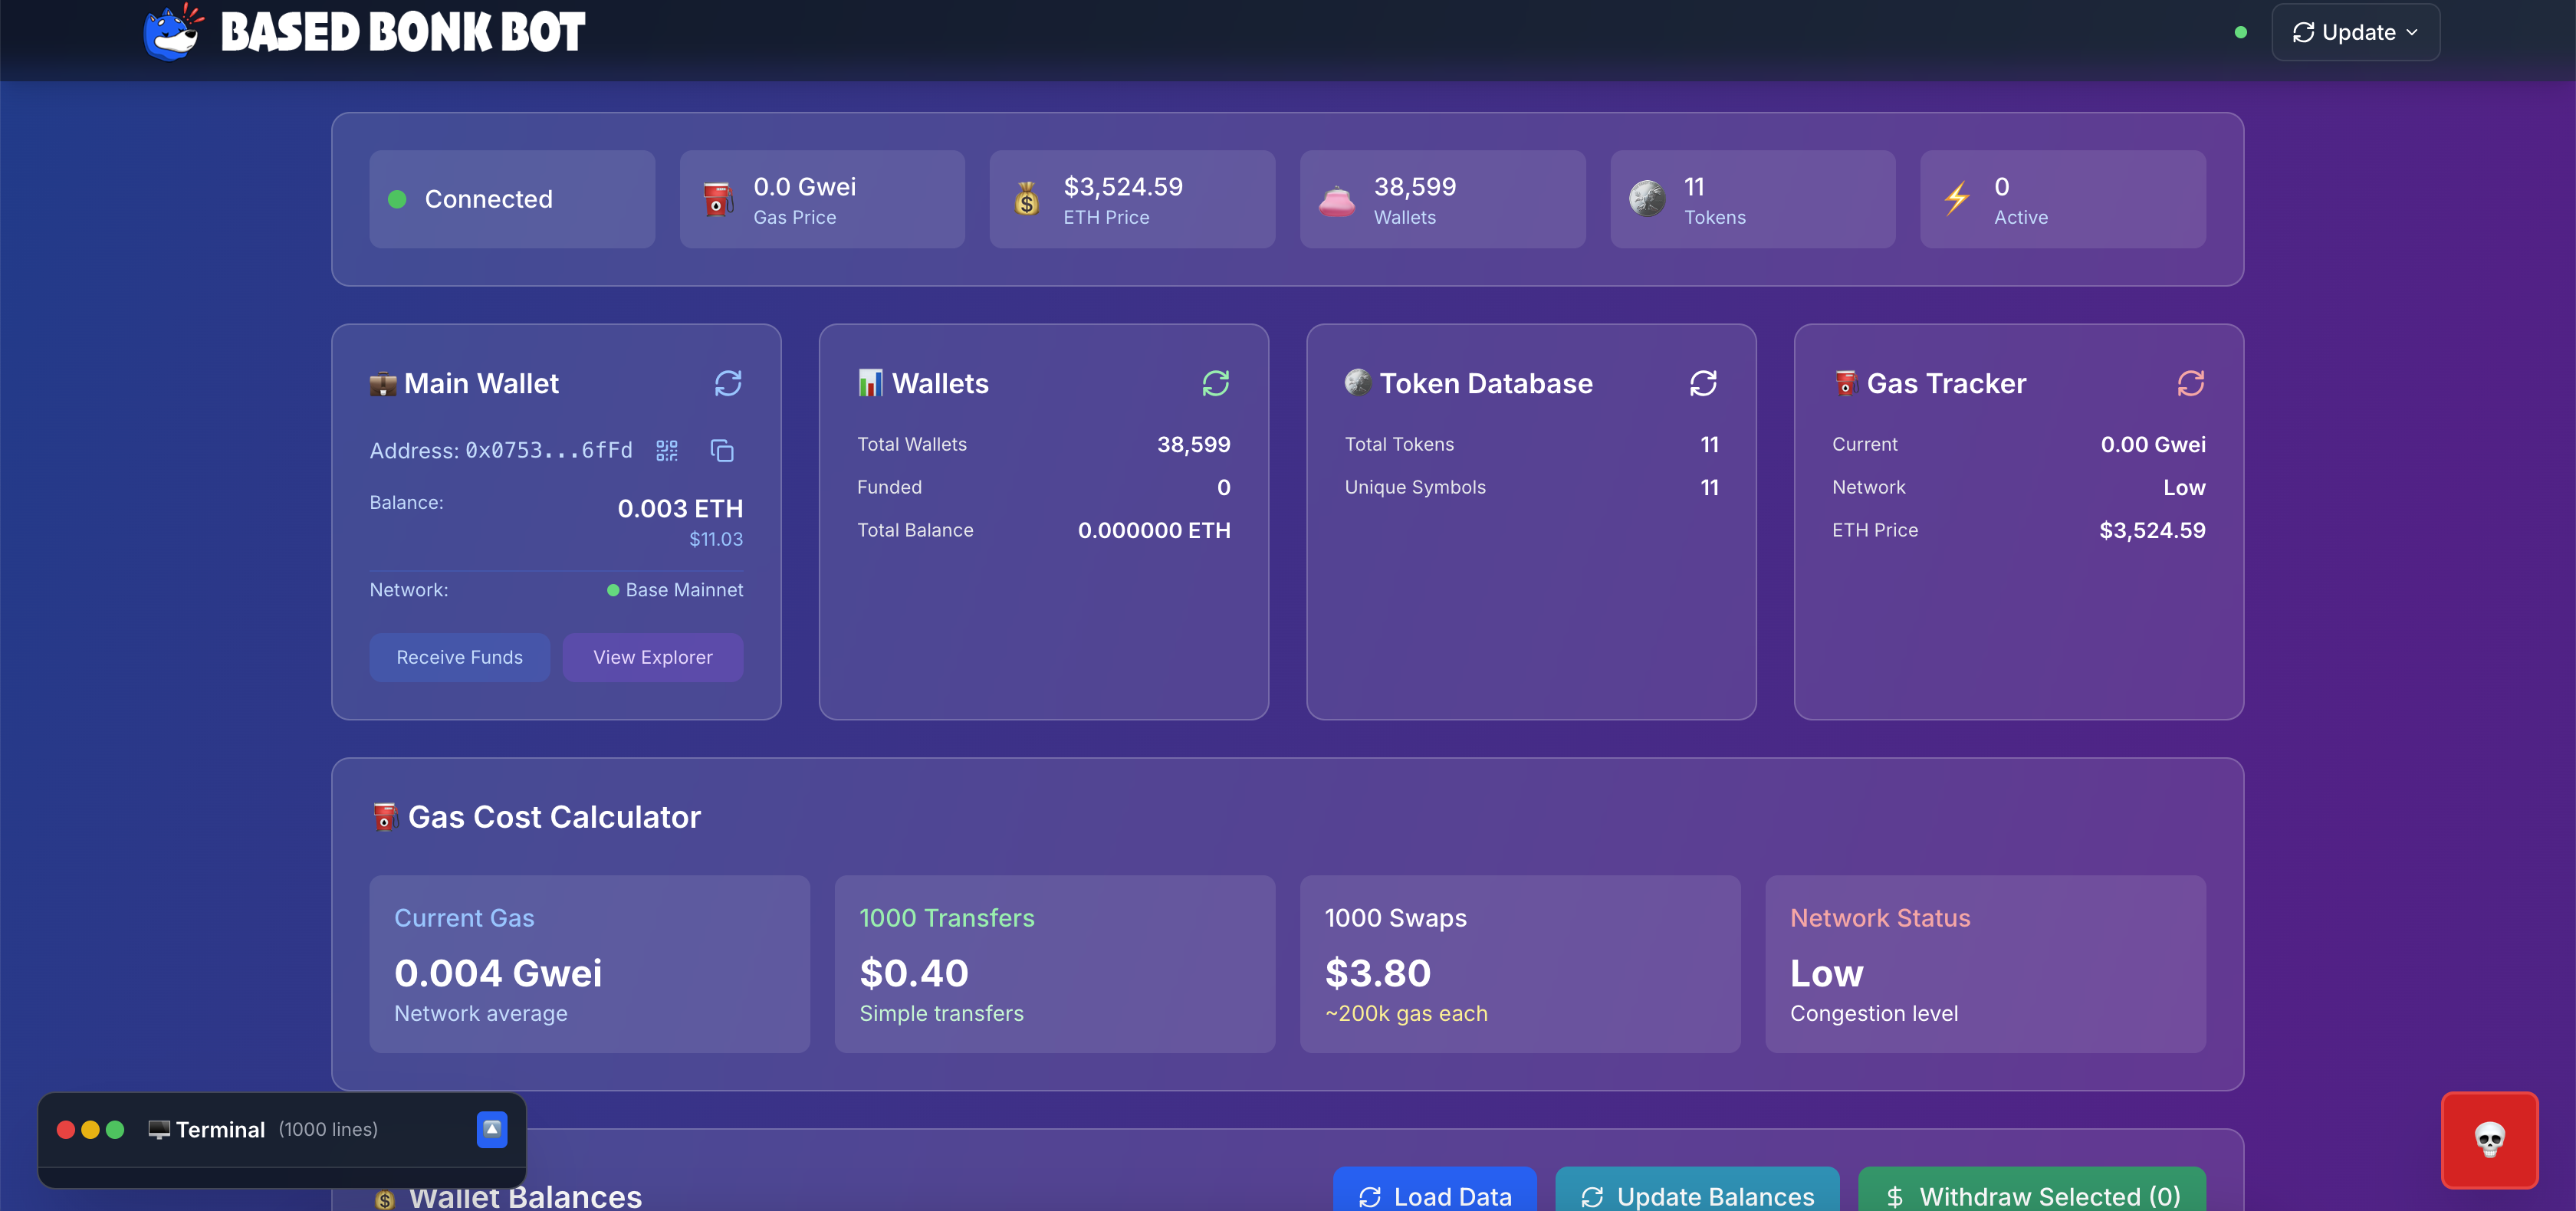 BASED BONK BOT
Update
Connected
0.0 Gwei
Gas Price
$3,524.59
ETH Price
38,599
Wallets
11
Tokens
0
Active
Main Wallet
Address: 0x0753...6fFd
Balance:
0.003 ETH
$11.03
Network:
Base Mainnet
Receive Funds
View Explorer
Wallets
Total Wallets 38,599
Funded 0
Total Balance 0.000000 ETH
Token Database
Total Tokens 11
Unique Symbols 11
Gas Tracker
Current 0.00 Gwei
Network Low
ETH Price $3,524.59
Gas Cost Calculator
Current Gas
0.004 Gwei
Network average
1000 Transfers
$0.40
Simple transfers
1000 Swaps
$3.80
~200k gas each
Network Status
Low
Congestion level
Terminal (1000 lines)
Wallet Balances
Load Data
Update Balances
$ Withdraw Selected (0)